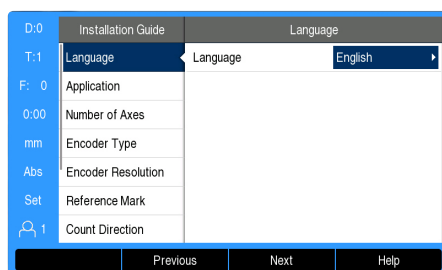 D:0
Installation Guide
Language
T:1
Language
Language
English
F: 0
Application
0:00
Number of Axes
mm
Encoder Type
Abs
Encoder Resolution
Set
Reference Mark
1
Count Direction
Previous
Next
Help